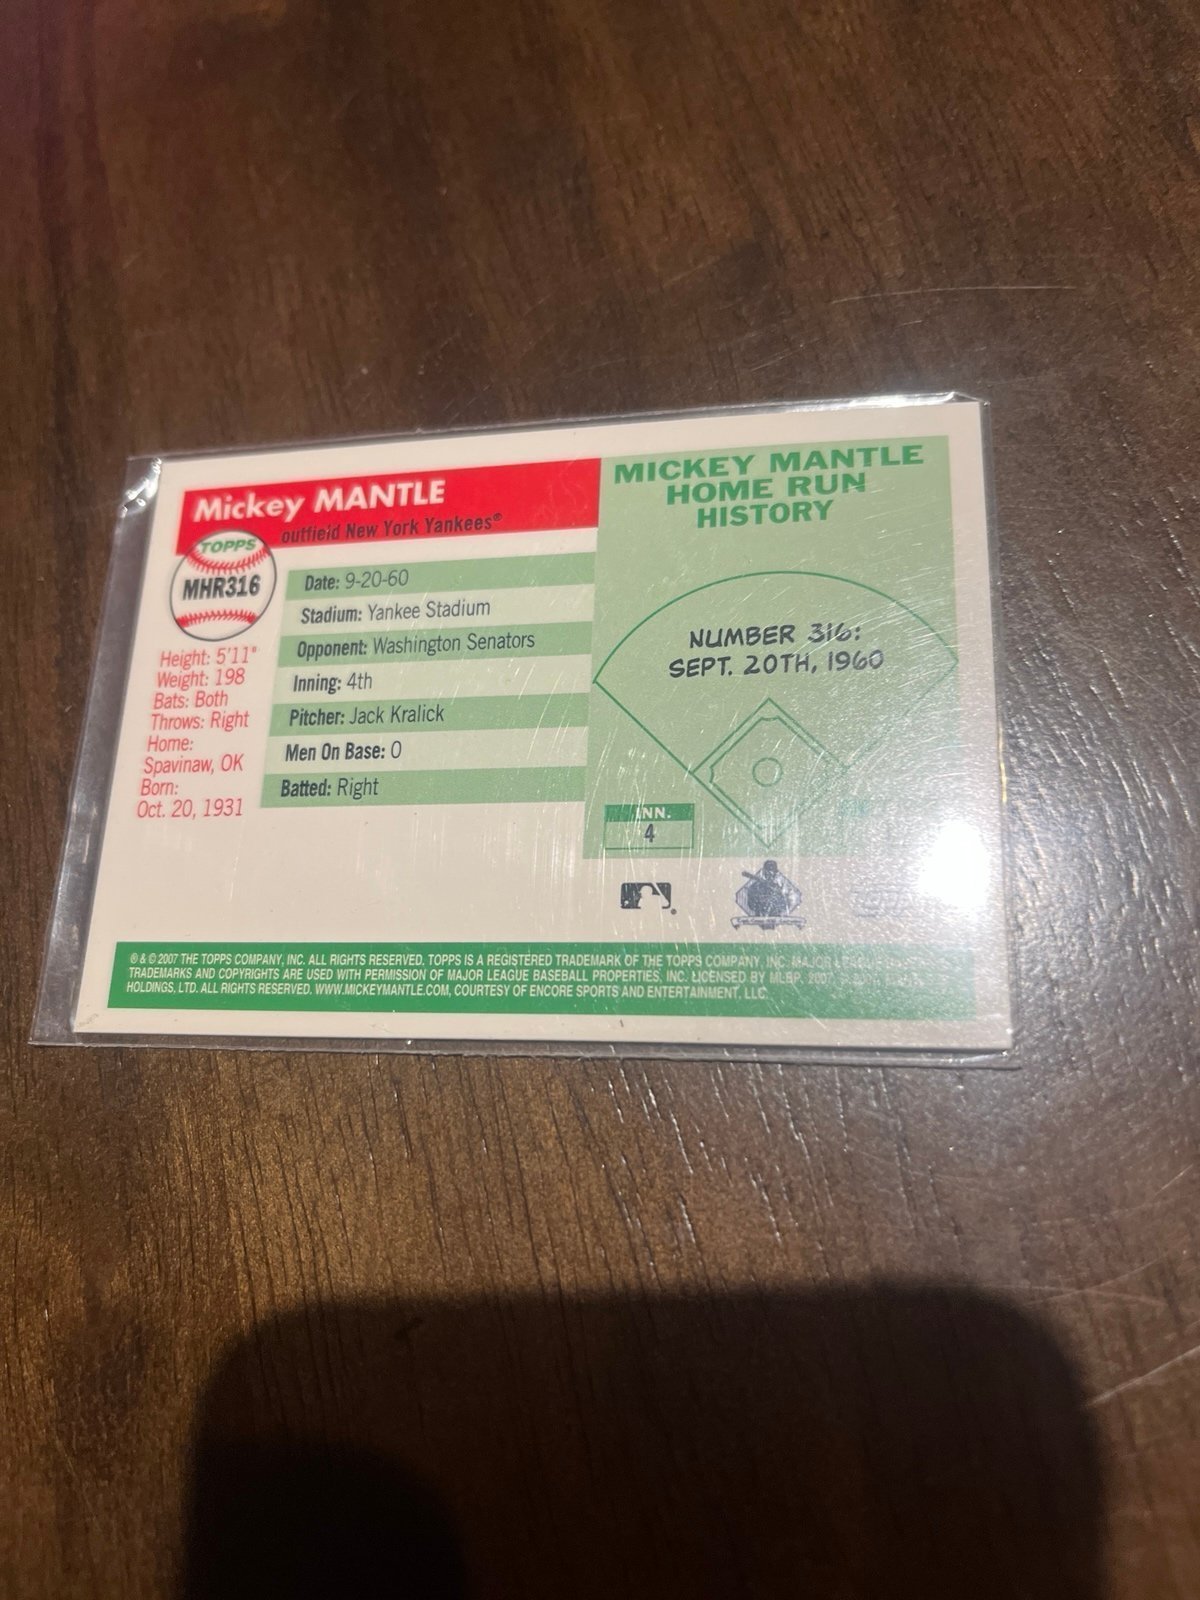 Mickey MANTLE
outfield New York Yankees®
TOPPS
MHR316
Height: 5'11"
Weight: 198
Bats: Both
Throws: Right
Home:
Spavinaw, OK
Born:
Oct. 20, 1931
Date: 9-20-60
Stadium: Yankee Stadium
Opponent: Washington Senators
Inning: 4th
Pitcher: Jack Kralick
Men On Base: 0
Batted: Right
MICKEY MANTLE
HOME RUN
HISTORY
NUMBER 316:
SEPT. 20TH, 1960
INN.
4
® & © 2007 THE TOPPS COMPANY, INC. ALL RIGHTS RESERVED. TOPPS IS A REGISTERED TRADEMARK OF THE TOPPS COMPANY, INC. MAJOR
TRADEMARKS AND COPYRIGHTS ARE USED WITH PERMISSION OF MAJOR LEAGUE BASEBALL PROPERTIES, INC. LICENSED BY MLBP. 2007
HOLDINGS, LTD. ALL RIGHTS RESERVED. WWW.MICKEYMANTLE.COM, COURTESY OF ENCORE SPORTS AND ENTERTAINMENT, LLC.